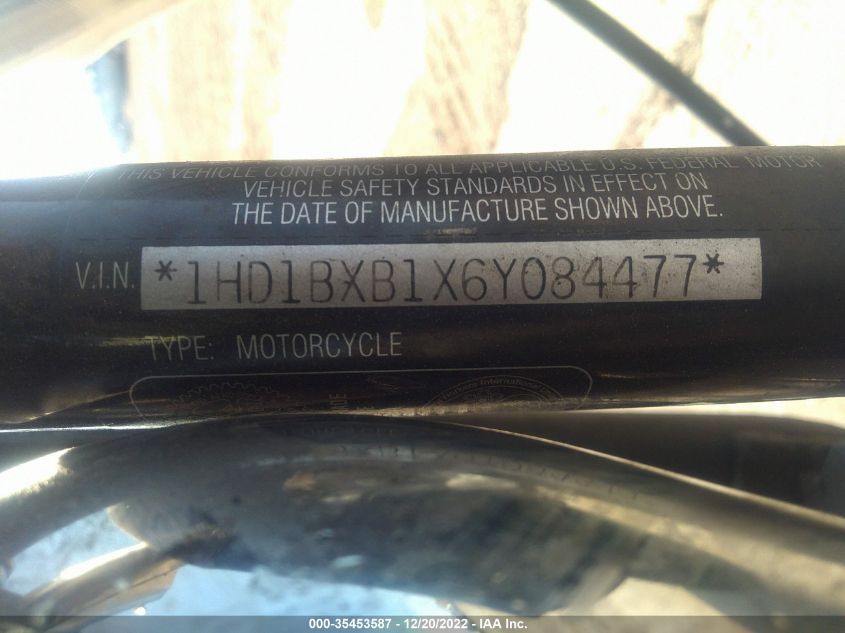 THIS VEHICLE CONFORMS TO ALL APPLICABLE U.S. FEDERAL MOTOR
VEHICLE SAFETY STANDARDS IN EFFECT ON
THE DATE OF MANUFACTURE SHOWN ABOVE.
V.I.N. *1HD1BXB1X6Y084477*
TYPE: MOTORCYCLE
International
000-35453587 - 12/20/2022 - IAA Inc.